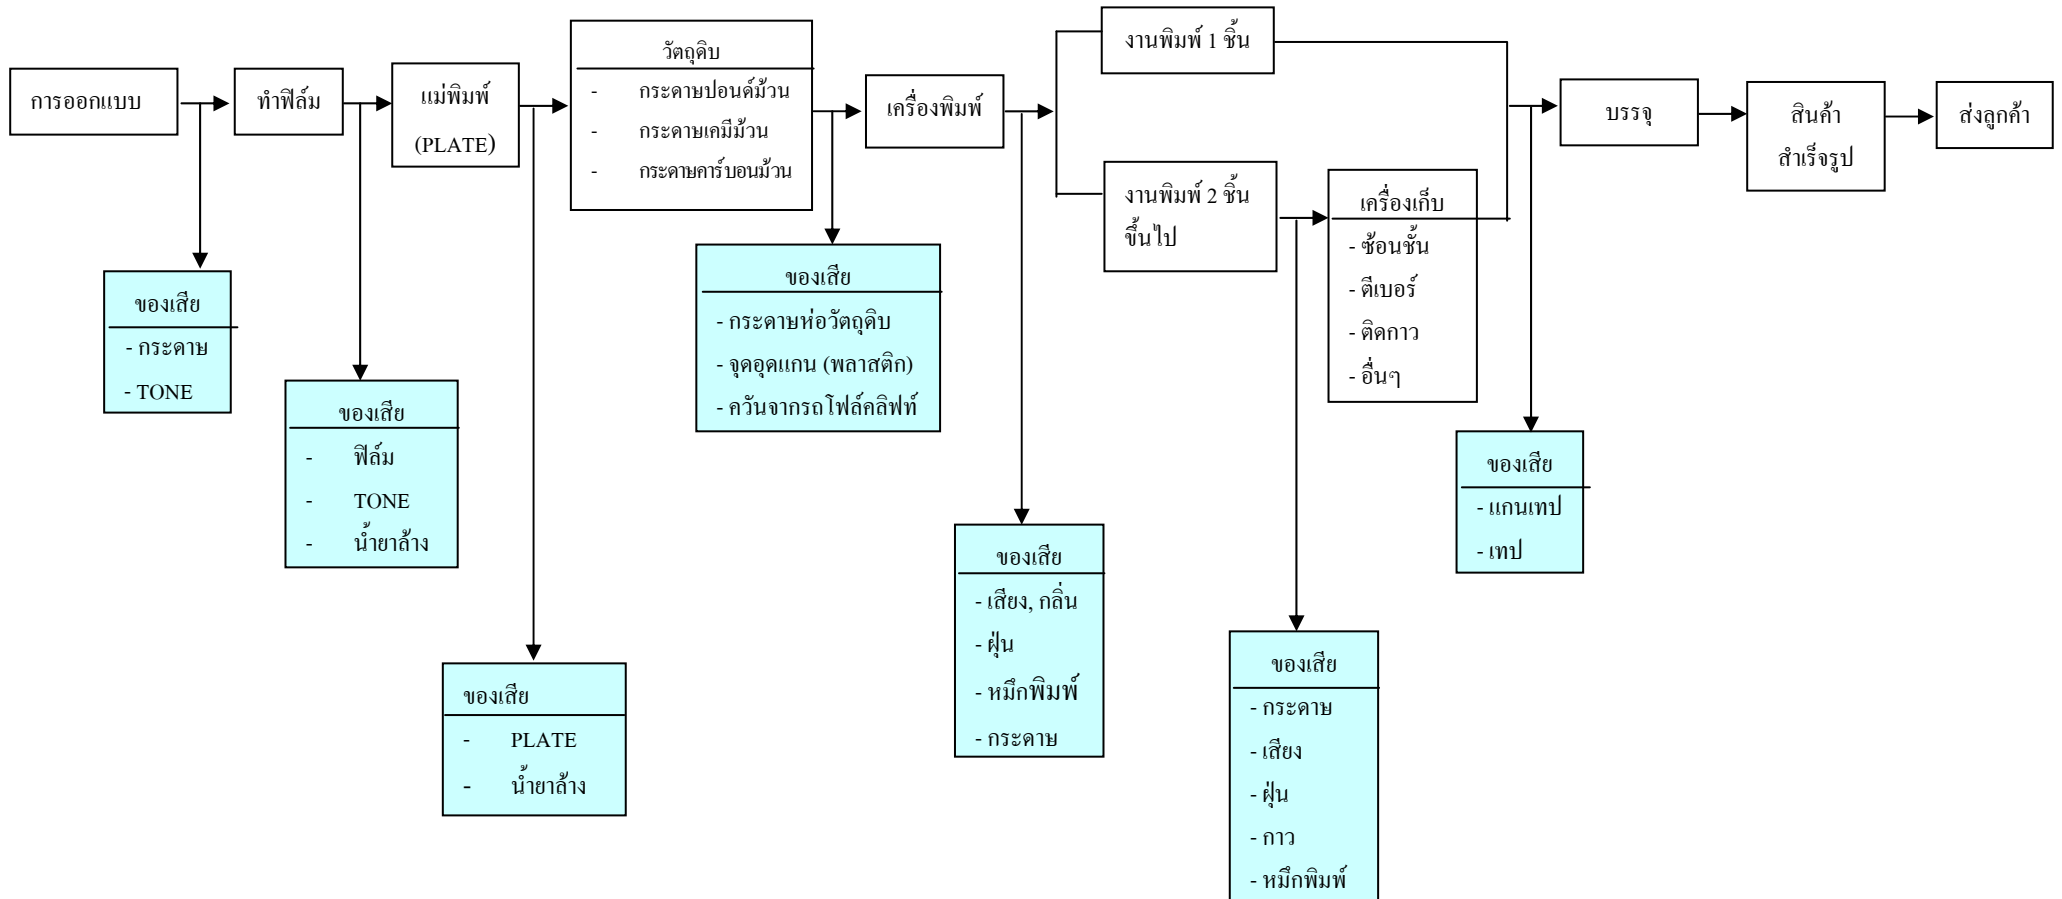 การออกแบบ
ทำฟิล์ม
แม่พิมพ์
(PLATE)
วัตถุดิบ
- กระดาษปอนด์ม้วน
- กระดาษเคมีม้วน
- กระดาษคาร์บอนม้วน
เครื่องพิมพ์
งานพิมพ์ 1 ชิ้น
งานพิมพ์ 2 ชิ้น
ขึ้นไป
เครื่องเก็บ
- ซ้อนชั้น
- ตีเบอร์
- ติดกาว
- อื่นๆ
บรรจุ
สินค้า
สำเร็จรูป
ส่งลูกค้า
ของเสีย
- กระดาษ
- TONE
ของเสีย
- ฟิล์ม
- TONE
- น้ำยาล้าง
ของเสีย
- PLATE
- น้ำยาล้าง
ของเสีย
- กระดาษห่อวัตถุดิบ
- จุดอุดแกน (พลาสติก)
- ควันจากรถโฟล์คลิฟท์
ของเสีย
- เสียง, กลิ่น
- ฝุ่น
- หมึกพิมพ์
- กระดาษ
ของเสีย
- กระดาษ
- เสียง
- ฝุ่น
- กาว
- หมึกพิมพ์
ของเสีย
- แกนเทป
- เทป